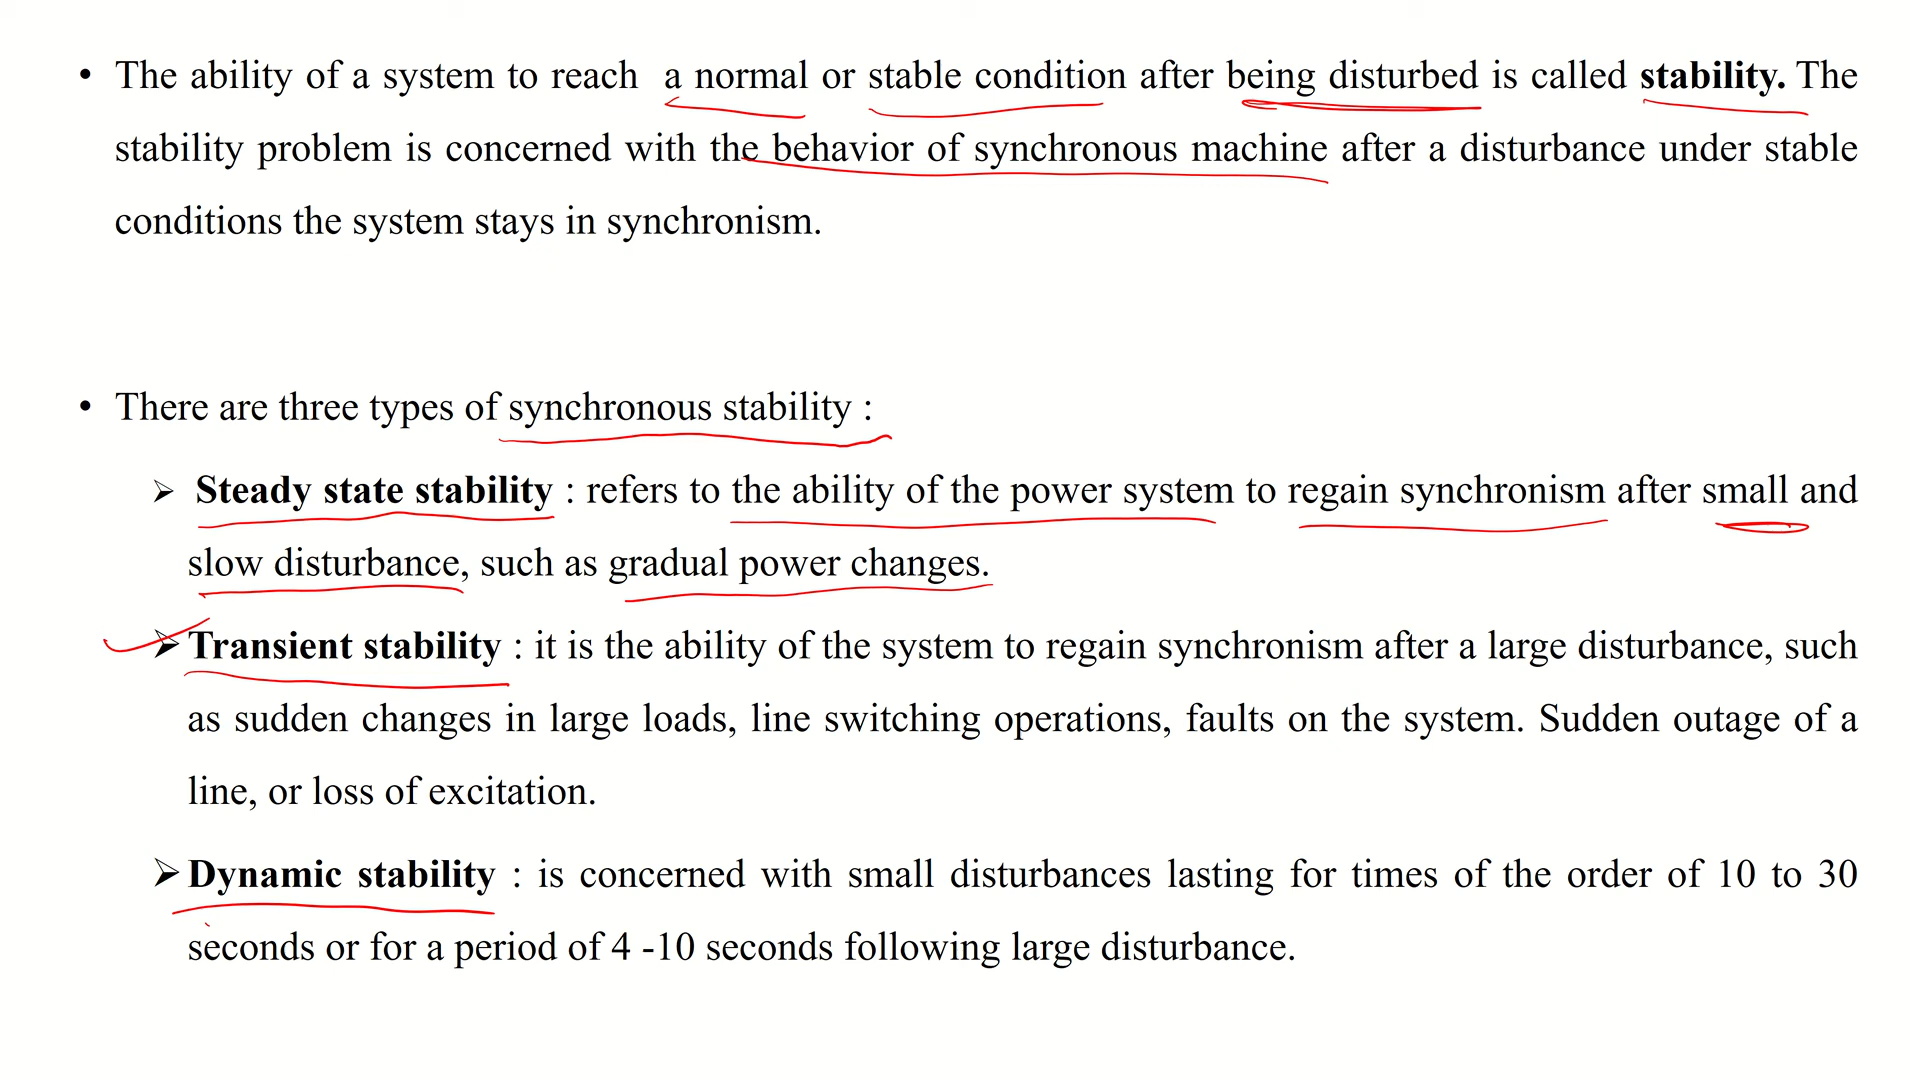 • The ability of a system to reach a normal or stable condition after being disturbed is called stability. The
stability problem is concerned with the behavior of synchronous machine after a disturbance under stable
conditions the system stays in synchronism.
• There are three types of synchronous stability :
➢ Steady state stability : refers to the ability of the power system to regain synchronism after small and
slow disturbance, such as gradual power changes.
➢ Transient stability : it is the ability of the system to regain synchronism after a large disturbance, such
as sudden changes in large loads, line switching operations, faults on the system. Sudden outage of a
line, or loss of excitation.
➢ Dynamic stability : is concerned with small disturbances lasting for times of the order of 10 to 30
seconds or for a period of 4 -10 seconds following large disturbance.